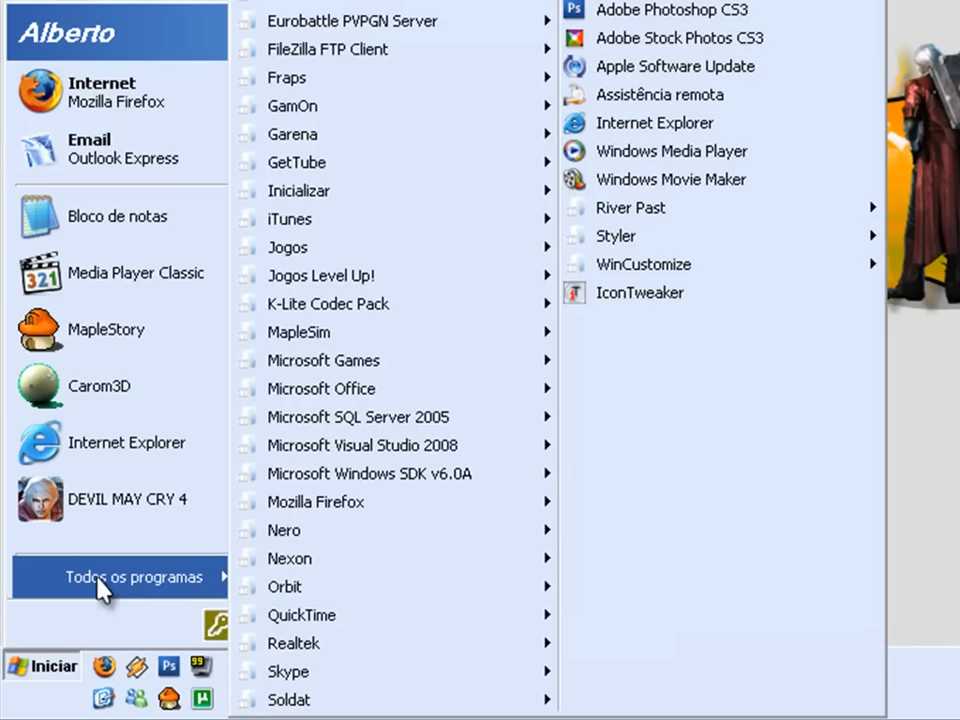 Alberto
Internet
Mozilla Firefox
Email
Outlook Express
Bloco de notas
321
Media Player Classic
MapleStory
Carom3D
Internet Explorer
DEVIL MAY CRY 4
Todos os programas
Iniciar
Ps
99
µ
Eurobattle PVPGN Server
FileZilla FTP Client
Fraps
GamOn
Garena
GetTube
Inicializar
iTunes
Jogos
Jogos Level Up!
K-Lite Codec Pack
MapleSim
Microsoft Games
Microsoft Office
Microsoft SQL Server 2005
Microsoft Visual Studio 2008
Microsoft Windows SDK v6.0A
Mozilla Firefox
Nero
Nexon
Orbit
QuickTime
Realtek
Skype
Soldat
Ps Adobe Photoshop CS3
Adobe Stock Photos CS3
Apple Software Update
Assistência remota
Internet Explorer
Windows Media Player
Windows Movie Maker
River Past
Styler
WinCustomize
IconTweaker